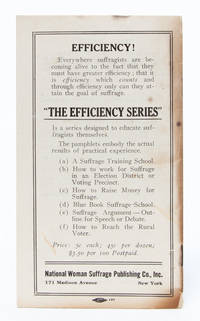 EFFICIENCY!
Everywhere suffragists are be-
coming alive to the fact that they
must have greater efficiency; that it
is efficiency which counts and
through efficiency only can they at-
tain the goal of suffrage.
"THE EFFICIENCY SERIES"
Is a series designed to educate suf-
fragists themselves.
The pamphlets embody the actual
results of practical experience.
(a) A Suffrage Training School.
(b) How to work for Suffrage
in an Election District or
Voting Precinct.
(c) How to Raise Money for
Suffrage.
(d) Blue Book Suffrage School.
(e) Suffrage Argument—Out-
line for Speech or Debate.
(f) How to Reach the Rural
Voter.
Price: 5c each; 45c per dozen;
$3.50 per 100 Postpaid.
National Woman Suffrage Publishing Co., Inc.
171 Madison Avenue New York